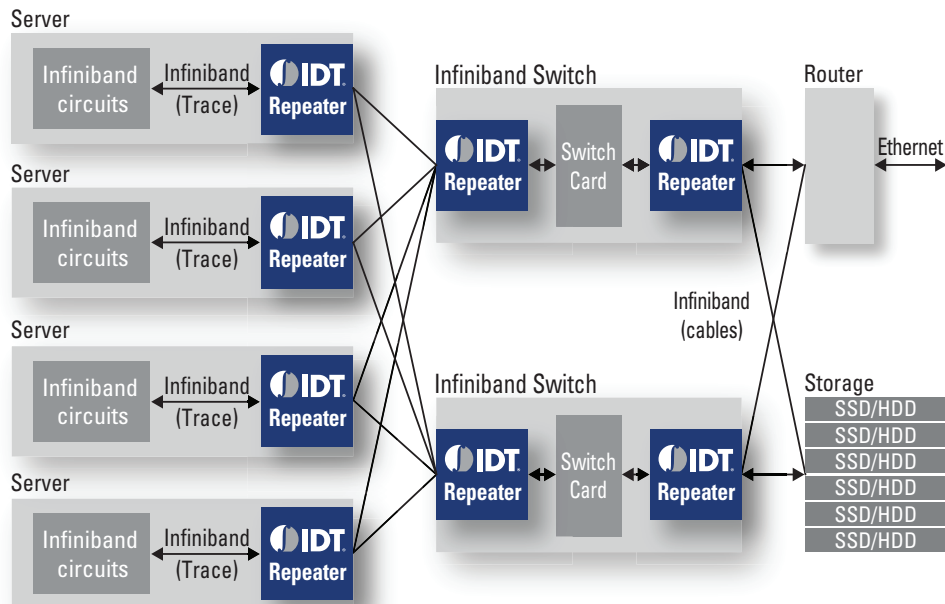 Server
Infiniband
circuits
Infiniband
(Trace)
IDT.
Repeater
Server
Infiniband
circuits
Infiniband
(Trace)
IDT.
Repeater
Server
Infiniband
circuits
Infiniband
(Trace)
IDT.
Repeater
Server
Infiniband
circuits
Infiniband
(Trace)
IDT.
Repeater
Infiniband Switch
IDT.
Repeater
Switch
Card
IDT.
Repeater
Infiniband Switch
IDT.
Repeater
Switch
Card
IDT.
Repeater
Infiniband
(cables)
Router
Ethernet
Storage
SSD/HDD
SSD/HDD
SSD/HDD
SSD/HDD
SSD/HDD
SSD/HDD